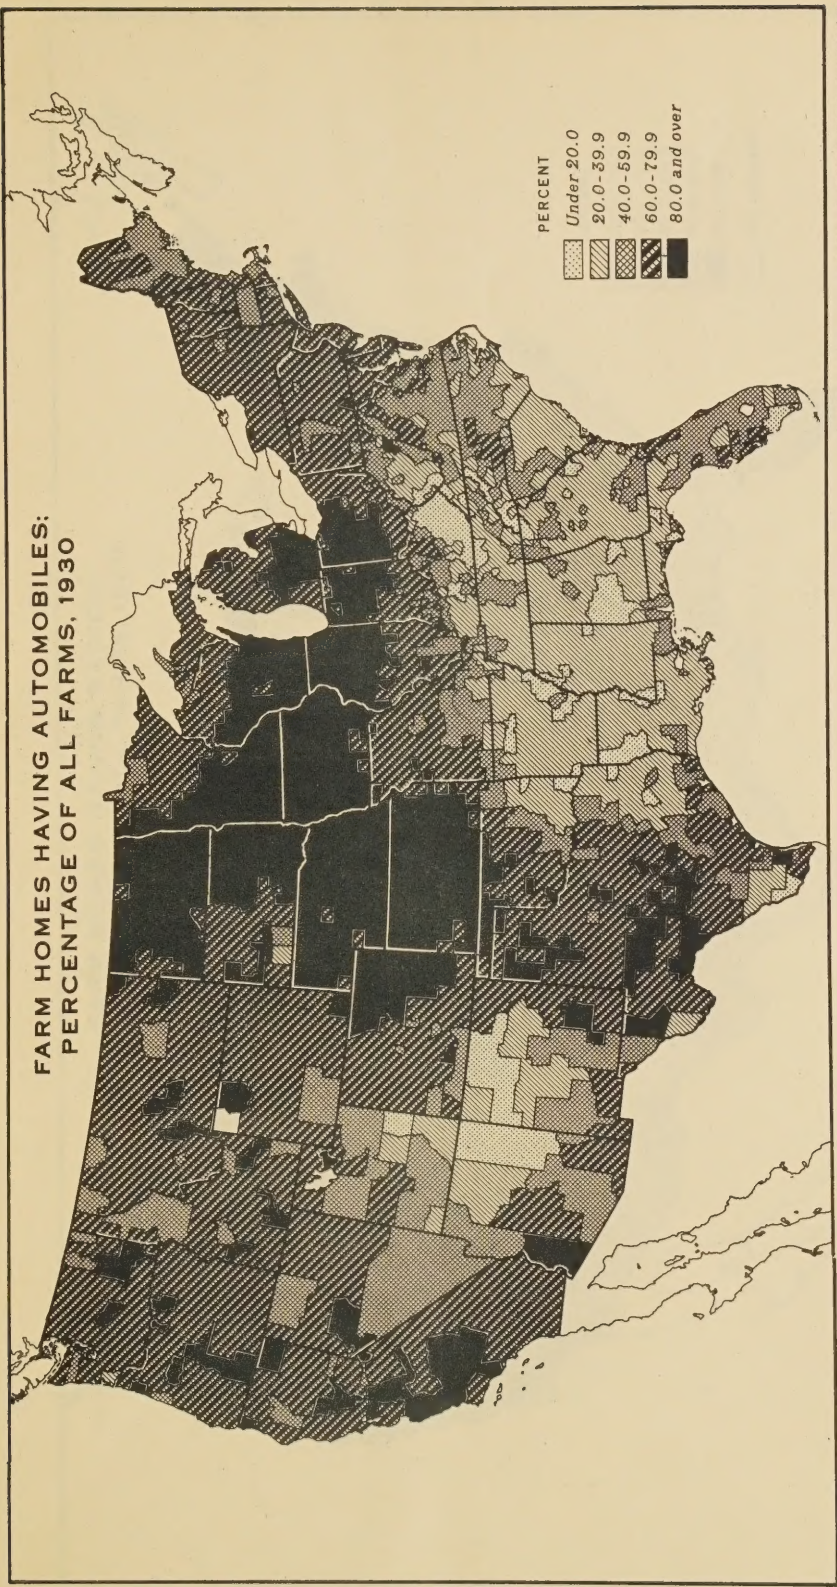 FARM HOMES HAVING AUTOMOBILES:
PERCENTAGE OF ALL FARMS, 1930
PERCENT
Under 20.0
20.0-39.9
40.0-59.9
60.0-79.9
80.0 and over